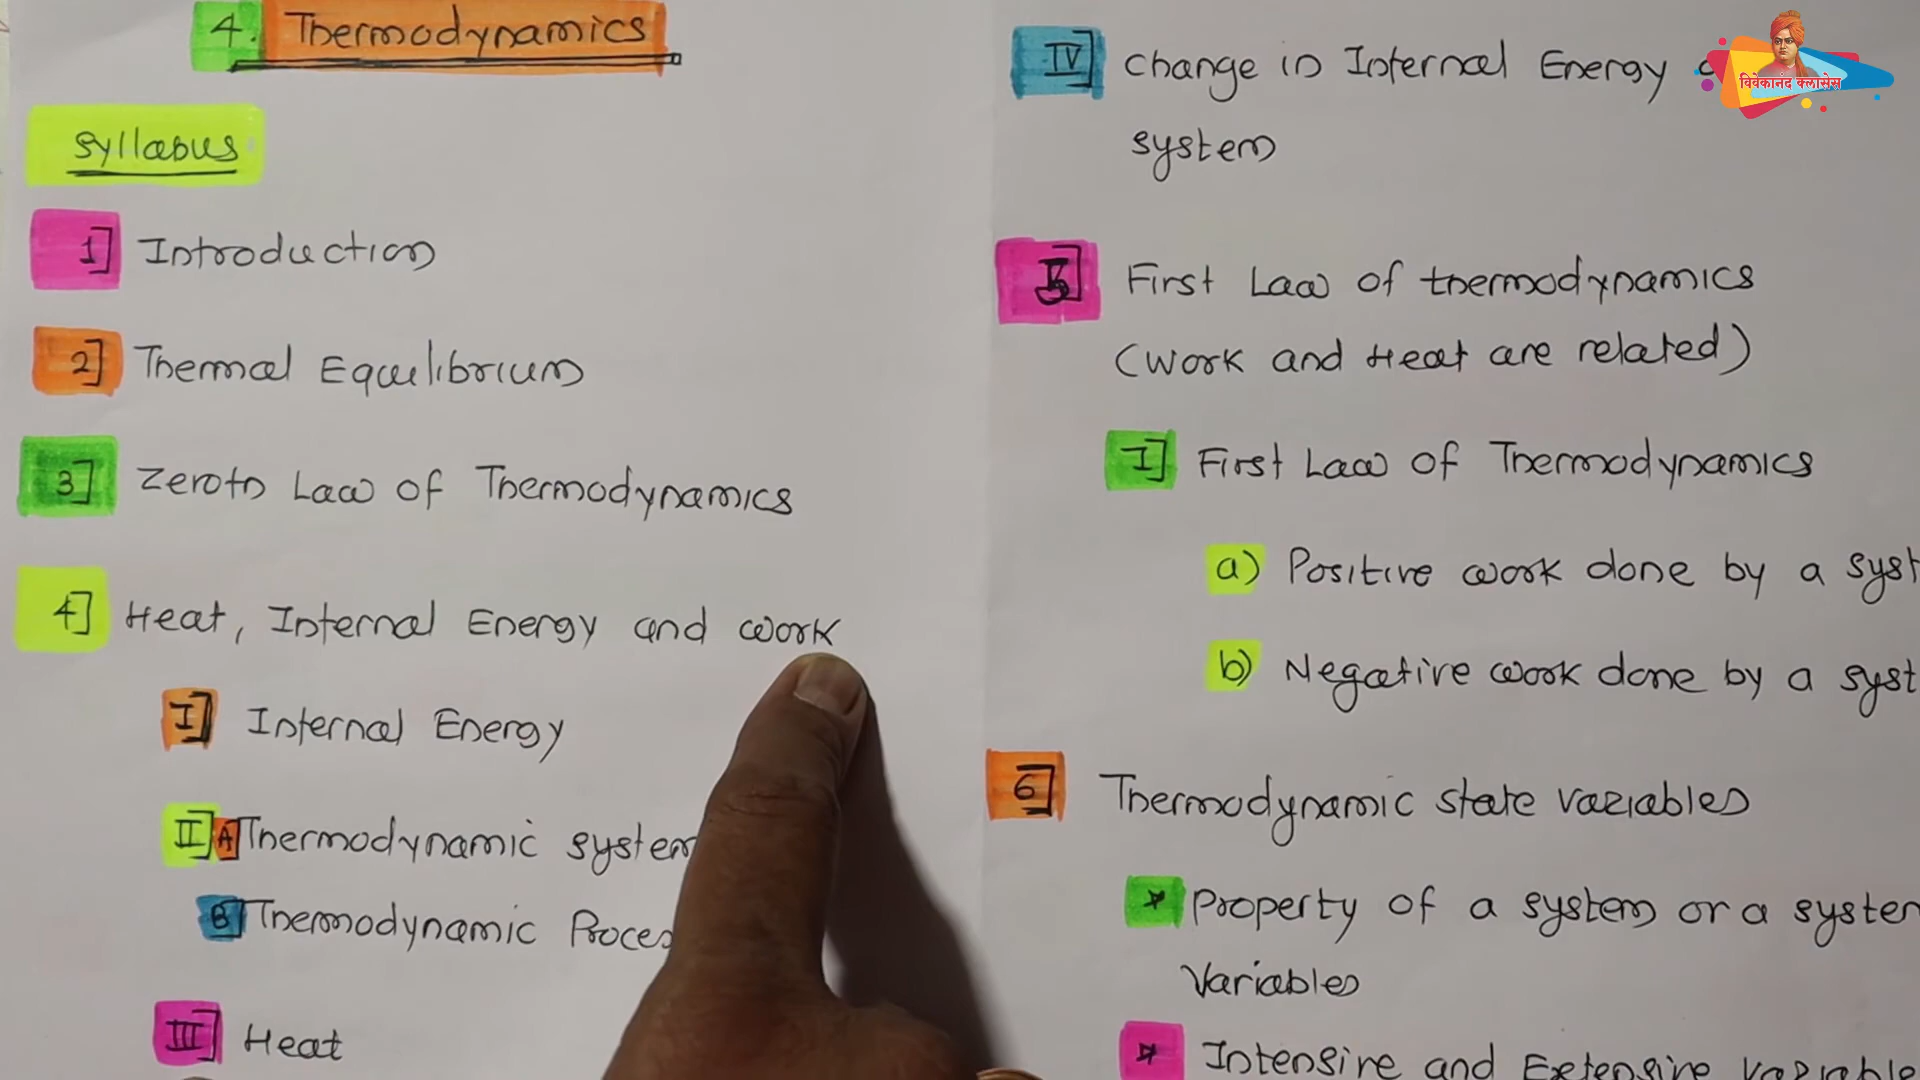 4. Thermodynamics
Syllabus
1] Introduction
2] Thermal Equilibrium
3] Zeroth Law of Thermodynamics
4] Heat, Internal Energy and work
I] Internal Energy
II] A] Thermodynamic system
B] Thermodynamic Proces
III] Heat
IV] change in Internal Energy
system
5] First Law of thermodynamics
(work and Heat are related)
I] First Law of Thermodynamics
a) Positive work done by a syst
b) Negative work done by a syst
6] Thermodynamic state variables
* Property of a system or a system
Variables
* Intensive and Extensive Variable
विवेकानंद क्लासेस